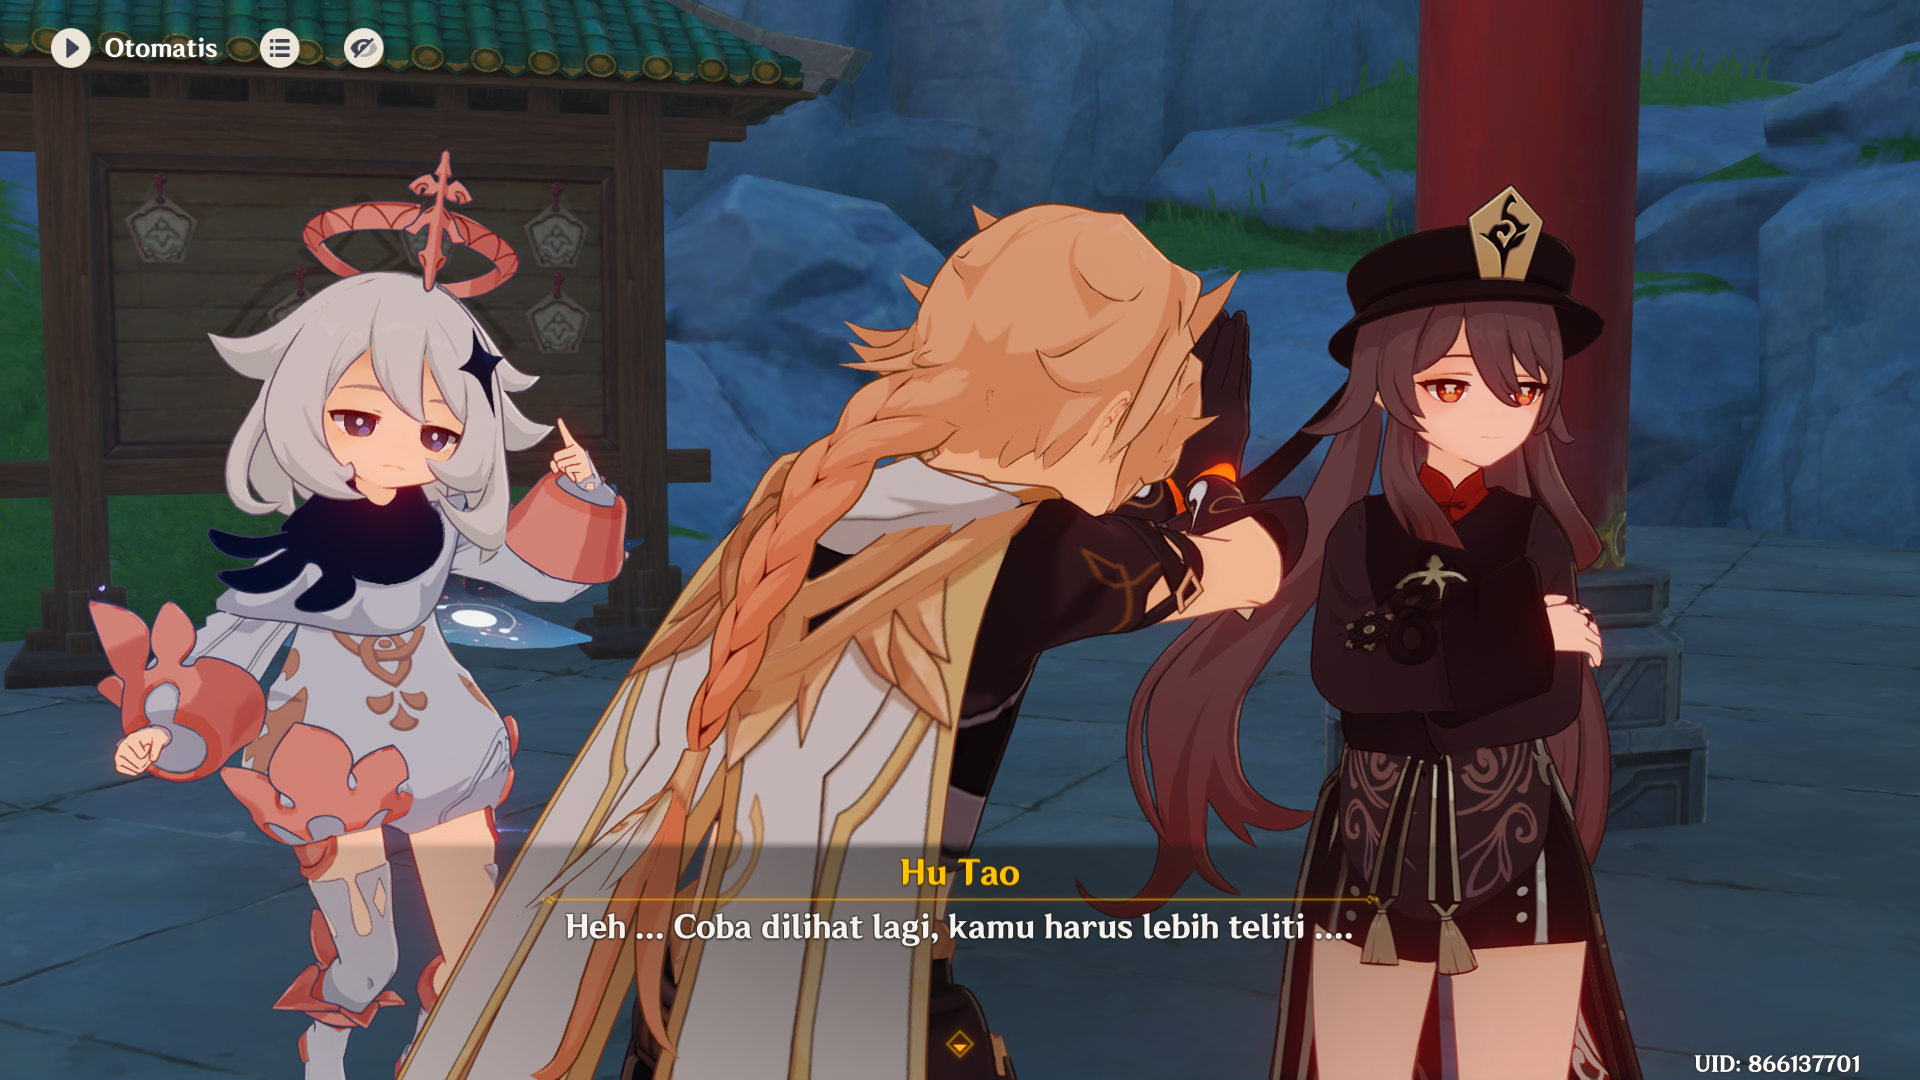 Otomatis
Hu Tao
Heh ... Coba dilihat lagi, kamu harus lebih teliti ....
UID: 866137701